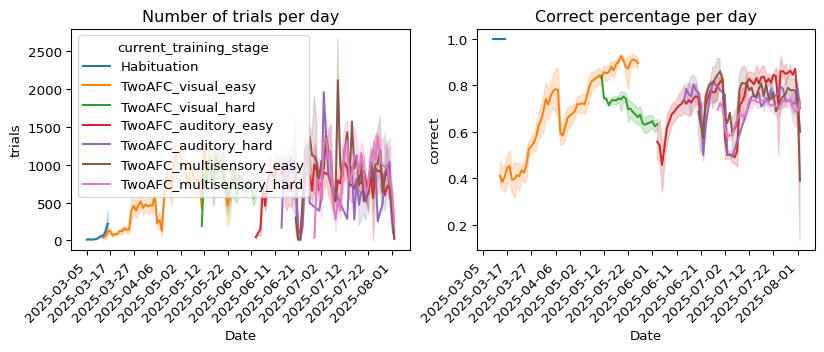 Number of trials per day
trials
2500
2000
1500
1000
500
0
current_training_stage
Habituation
TwoAFC_visual_easy
TwoAFC_visual_hard
TwoAFC_auditory_easy
TwoAFC_auditory_hard
TwoAFC_multisensory_easy
TwoAFC_multisensory_hard
2025-03-05
2025-03-17
2025-03-27
2025-04-06
2025-05-02
2025-05-12
2025-05-22
2025-06-01
2025-06-11
2025-06-21
2025-07-02
2025-07-12
2025-07-22
2025-08-01
Date
Correct percentage per day
correct
1.0
0.8
0.6
0.4
0.2
2025-03-05
2025-03-17
2025-03-27
2025-04-06
2025-05-02
2025-05-12
2025-05-22
2025-06-01
2025-06-11
2025-06-21
2025-07-02
2025-07-12
2025-07-22
2025-08-01
Date